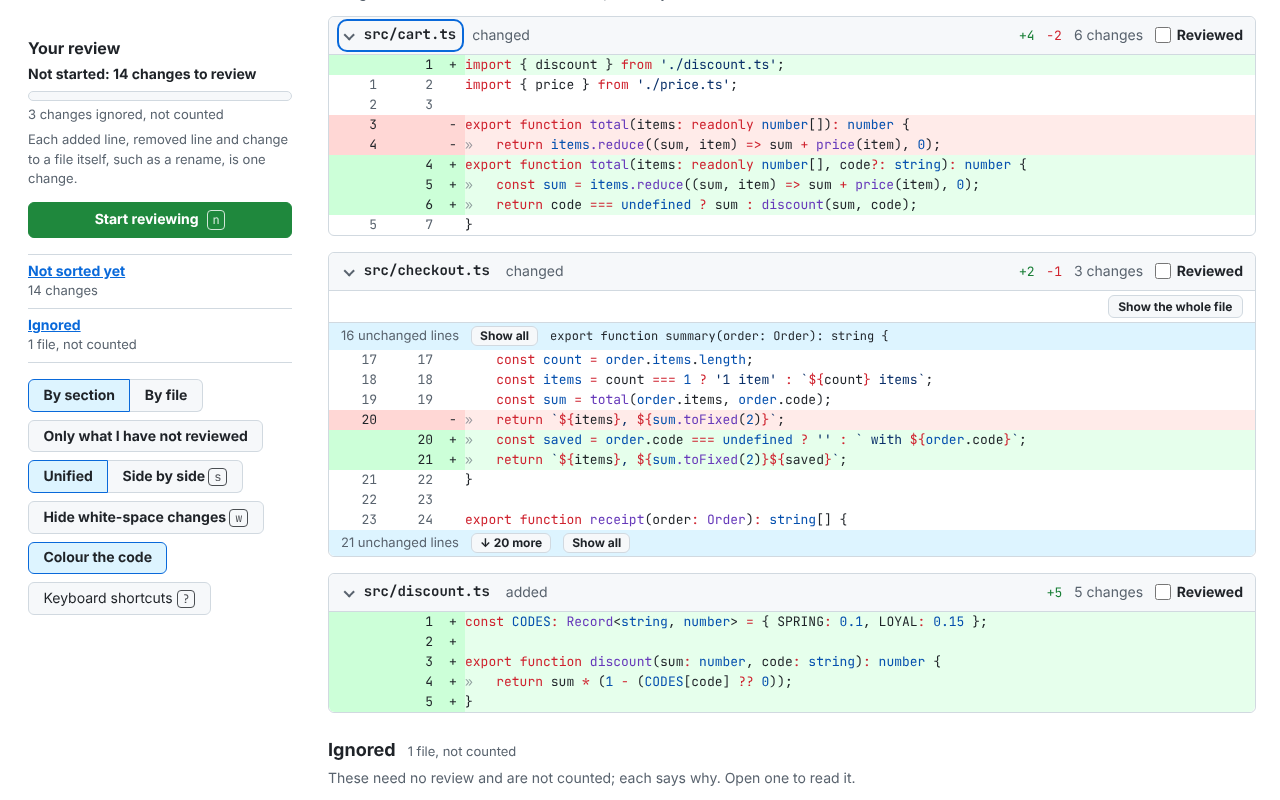 Your review
Not started: 14 changes to review
3 changes ignored, not counted
Each added line, removed line and change
to a file itself, such as a rename, is one
change.
Start reviewing n
Not sorted yet
14 changes
Ignored
1 file, not counted
By section By file
Only what I have not reviewed
Unified Side by side s
Hide white-space changes w
Colour the code
Keyboard shortcuts ?
src/cart.ts changed +4 -2 6 changes Reviewed
1 + import { discount } from './discount.ts';
1 2 import { price } from './price.ts';
2 3
3 - export function total(items: readonly number[]): number {
4 - » return items.reduce((sum, item) => sum + price(item), 0);
4 + export function total(items: readonly number[], code?: string): number {
5 + » const sum = items.reduce((sum, item) => sum + price(item), 0);
6 + » return code === undefined ? sum : discount(sum, code);
5 7 }
src/checkout.ts changed +2 -1 3 changes Reviewed
Show the whole file
16 unchanged lines Show all export function summary(order: Order): string {
17 17 const count = order.items.length;
18 18 const items = count === 1 ? '1 item' : `${count} items`;
19 19 const sum = total(order.items, order.code);
20 - » return `${items}, ${sum.toFixed(2)}`;
20 + » const saved = order.code === undefined ? '' : ` with ${order.code}`;
21 + » return `${items}, ${sum.toFixed(2)}${saved}`;
21 22 }
22 23
23 24 export function receipt(order: Order): string[] {
21 unchanged lines ↓ 20 more Show all
src/discount.ts added +5 5 changes Reviewed
1 + const CODES: Record<string, number> = { SPRING: 0.1, LOYAL: 0.15 };
2 +
3 + export function discount(sum: number, code: string): number {
4 + » return sum * (1 - (CODES[code] ?? 0));
5 + }
Ignored 1 file, not counted
These need no review and are not counted; each says why. Open one to read it.